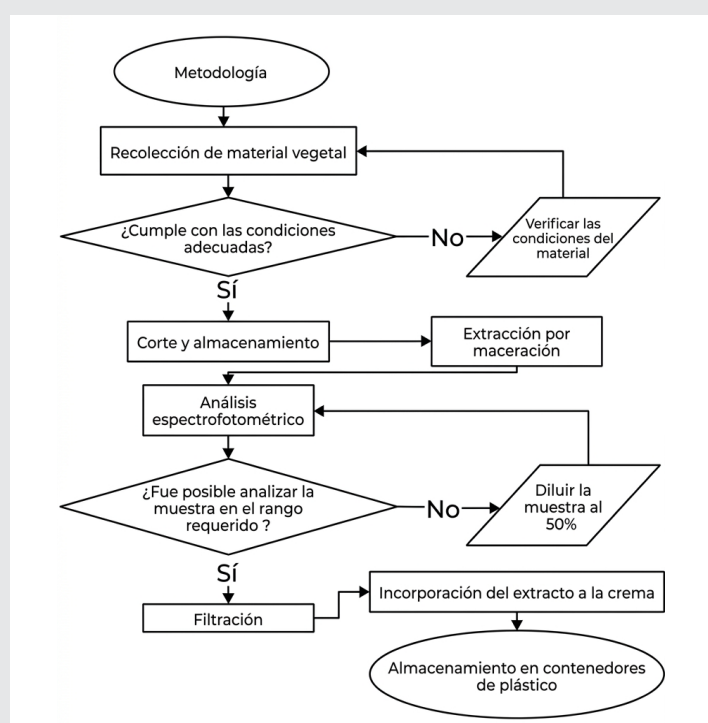 Metodología
Recolección de material vegetal
¿Cumple con las condiciones
adecuadas?
No
Verificar las
condiciones del
material
Sí
Corte y almacenamiento
Extracción por
maceración
Análisis
espectrofotométrico
¿Fue posible analizar la
muestra en el rango
requerido ?
No
Diluir la
muestra al
50%
Sí
Filtración
Incorporación del extracto a la crema
Almacenamiento en contenedores
de plástico